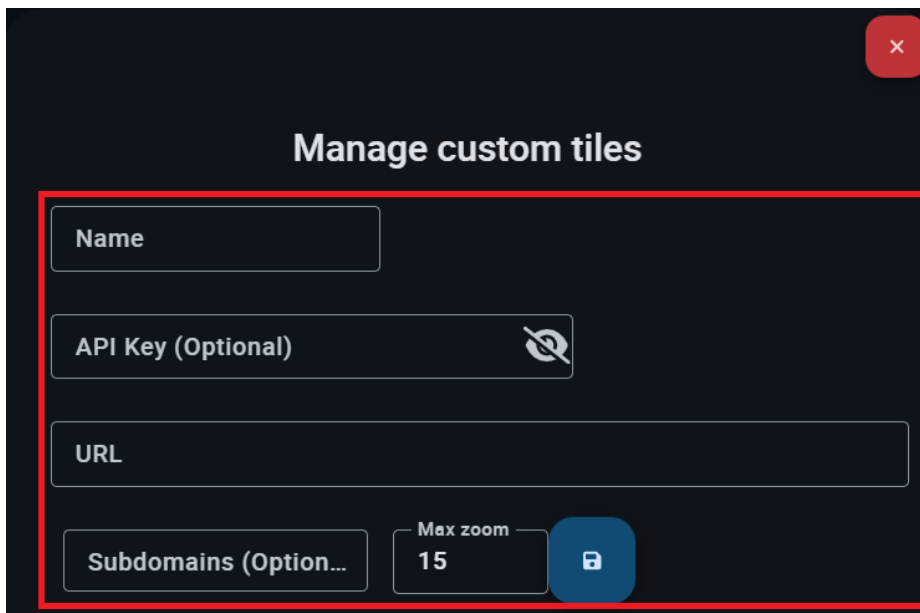 Manage custom tiles
Name
API Key (Optional)
URL
Subdomains (Option...
Max zoom
15